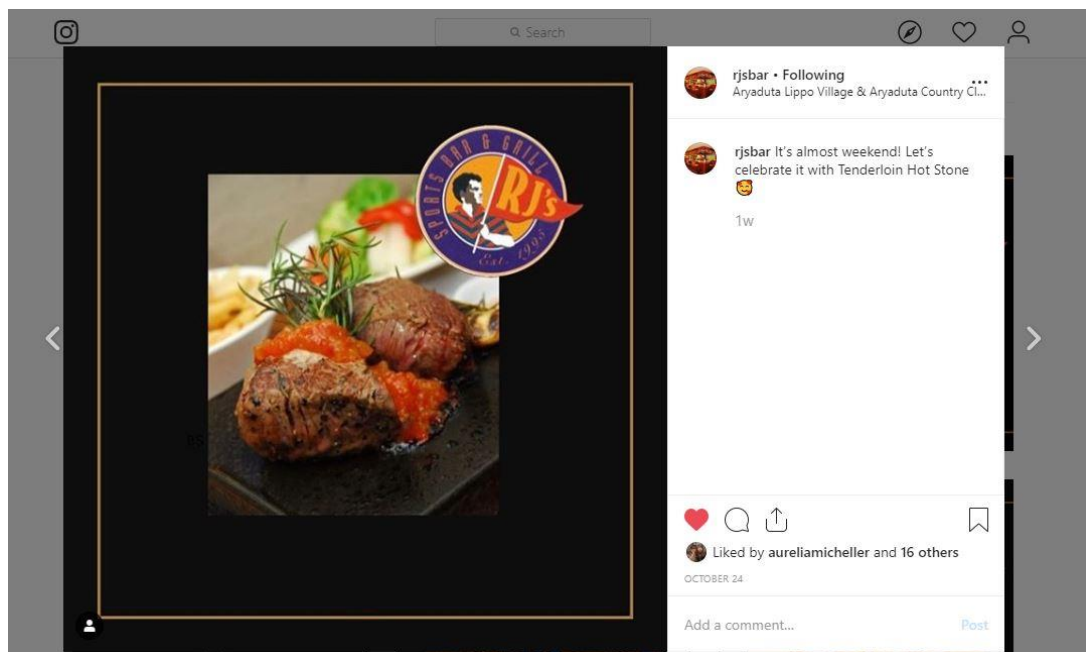 Search
rjsbar • Following
Aryaduta Lippo Village & Aryaduta Country Cl...
SPORTS BAR & GRILL
RJ's
Est. 1995
rjsbar It's almost weekend! Let's
celebrate it with Tenderloin Hot Stone
🥰
1w
Liked by aureliamicheller and 16 others
OCTOBER 24
Add a comment... Post